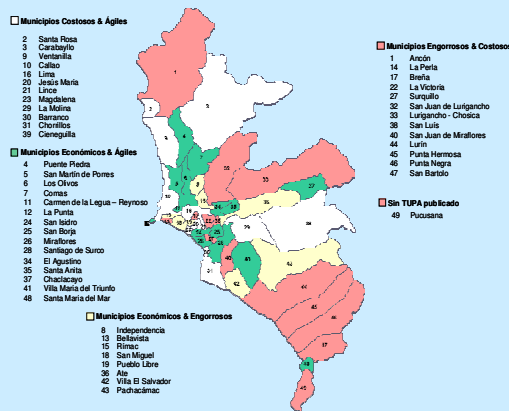 Municipios Costosos & Ágiles
2 Santa Rosa
3 Carabayllo
9 Ventanilla
10 Callao
16 Lima
20 Jesús María
21 Lince
23 Magdalena
29 La Molina
30 Barranco
31 Chorrillos
39 Cieneguilla
Municipios Económicos & Ágiles
4 Puente Piedra
5 San Martín de Porres
6 Los Olivos
7 Comas
11 Carmen de la Legua – Reynoso
12 La Punta
24 San Isidro
25 San Borja
26 Miraflores
28 Santiago de Surco
34 El Agustino
35 Santa Anita
37 Chaclacayo
41 Villa María del Triunfo
48 Santa María del Mar
Municipios Económicos & Engorrosos
8 Independencia
13 Bellavista
15 Rímac
18 San Miguel
19 Pueblo Libre
36 Ate
42 Villa El Salvador
43 Pachacámac
Municipios Engorrosos & Costosos
1 Ancón
14 La Perla
17 Breña
22 La Victoria
27 Surquillo
32 San Juan de Lurigancho
33 Lurigancho - Chosica
38 San Luis
40 San Juan de Miraflores
44 Lurín
45 Punta Hermosa
46 Punta Negra
47 San Bartolo
Sin TUPA publicado
49 Pucusana